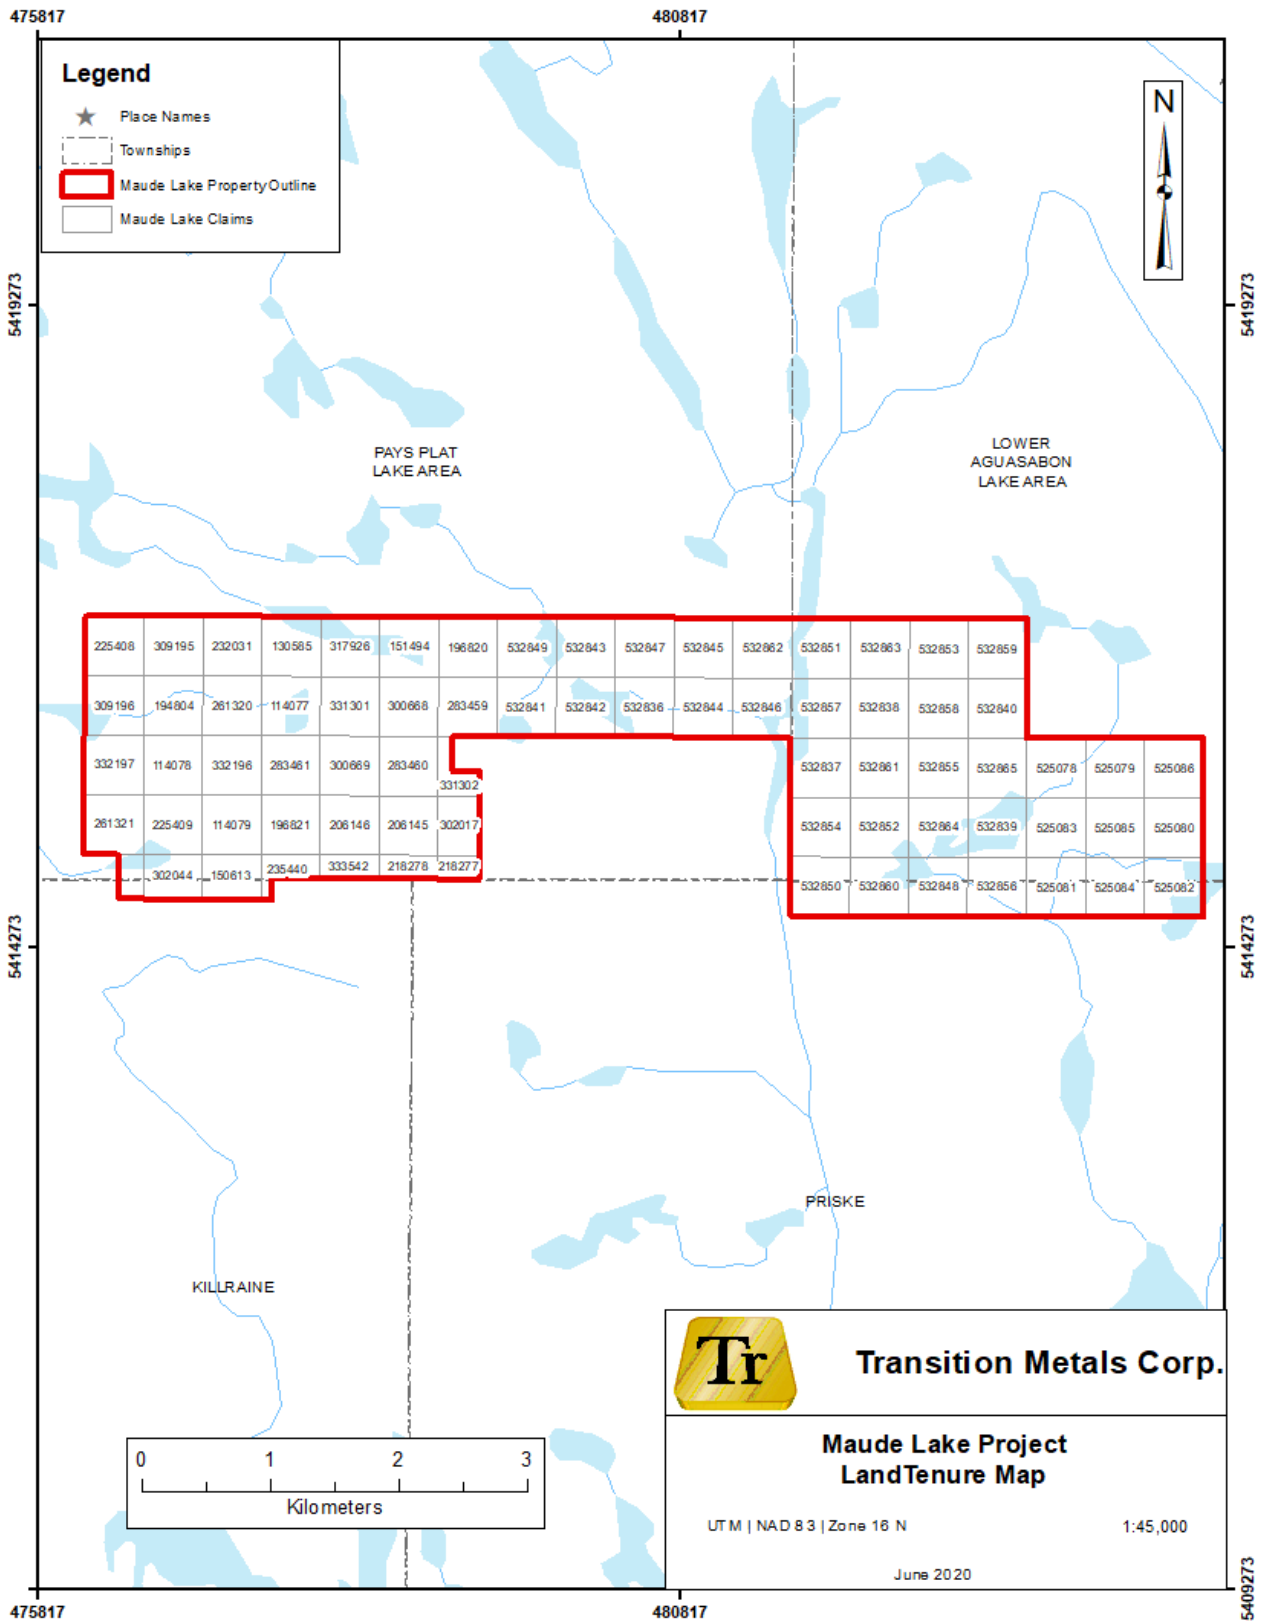 475817 480817
Legend
Place Names
Townships
Maude Lake Property Outline
Maude Lake Claims
N
5419273 5419273
PAYS PLAT
LAKE AREA
LOWER
AGUASABON
LAKE AREA
225408 309195 232031 130585 317926 151494 196820 532849 532843 532847 532845 532862 532851 532863 532853 532859
309196 194804 261320 114077 331301 300668 283459 532841 532842 532836 532844 532846 532857 532838 532858 532840
332197 114078 332196 283461 300669 283460 331302 532837 532861 532855 532865 525078 525079 525086
261321 225409 114079 196821 206146 206145 302017 532854 532852 532864 532839 525083 525085 525080
302044 150613 235440 333542 218278 218277 532850 532860 532848 532856 525081 525084 525082
5414273 5414273
PRISKE
KILLRAINE
Tr
Transition Metals Corp.
Maude Lake Project
LandTenure Map
UTM | NAD 83 | Zone 16 N 1:45,000
June 2020
0 1 2 3
Kilometers
5409273
475817 480817